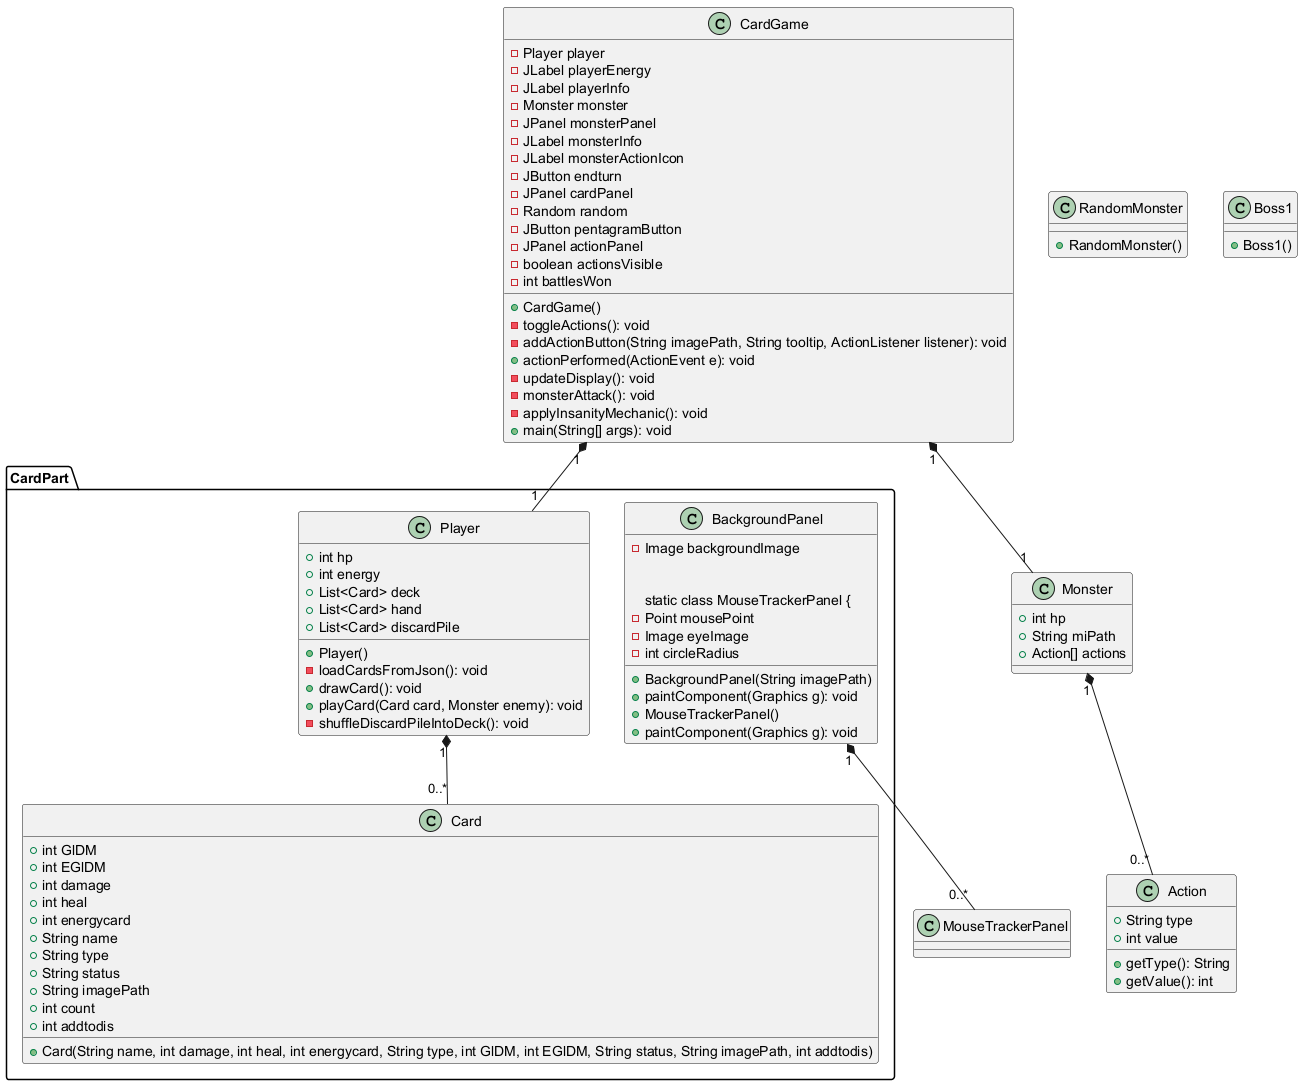 CardGame
Player player
JLabel playerEnergy
JLabel playerInfo
Monster monster
JPanel monsterPanel
JLabel monsterInfo
JLabel monsterActionIcon
JButton endturn
JPanel cardPanel
Random random
JButton pentagramButton
JPanel actionPanel
boolean actionsVisible
int battlesWon
CardGame()
toggleActions(): void
addActionButton(String imagePath, String tooltip, ActionListener listener): void
actionPerformed(ActionEvent e): void
updateDisplay(): void
monsterAttack(): void
applyInsanityMechanic(): void
main(String[] args): void
RandomMonster
RandomMonster()
Boss1
Boss1()
1
1
1
1
CardPart
Player
int hp
int energy
List<Card> deck
List<Card> hand
List<Card> discardPile
Player()
loadCardsFromJson(): void
drawCard(): void
playCard(Card card, Monster enemy): void
shuffleDiscardPileIntoDeck(): void
BackgroundPanel
Image backgroundImage
static class MouseTrackerPanel {
Point mousePoint
Image eyeImage
int circleRadius
BackgroundPanel(String imagePath)
paintComponent(Graphics g): void
MouseTrackerPanel()
paintComponent(Graphics g): void
Monster
int hp
String miPath
Action[] actions
1
0..*
1
0..*
1
0..*
Card
int GIDM
int EGIDM
int damage
int heal
int energycard
String name
String type
String status
String imagePath
int count
int addtodis
Card(String name, int damage, int heal, int energycard, String type, int GIDM, int EGIDM, String status, String imagePath, int addtodis)
MouseTrackerPanel
Action
String type
int value
getType(): String
getValue(): int